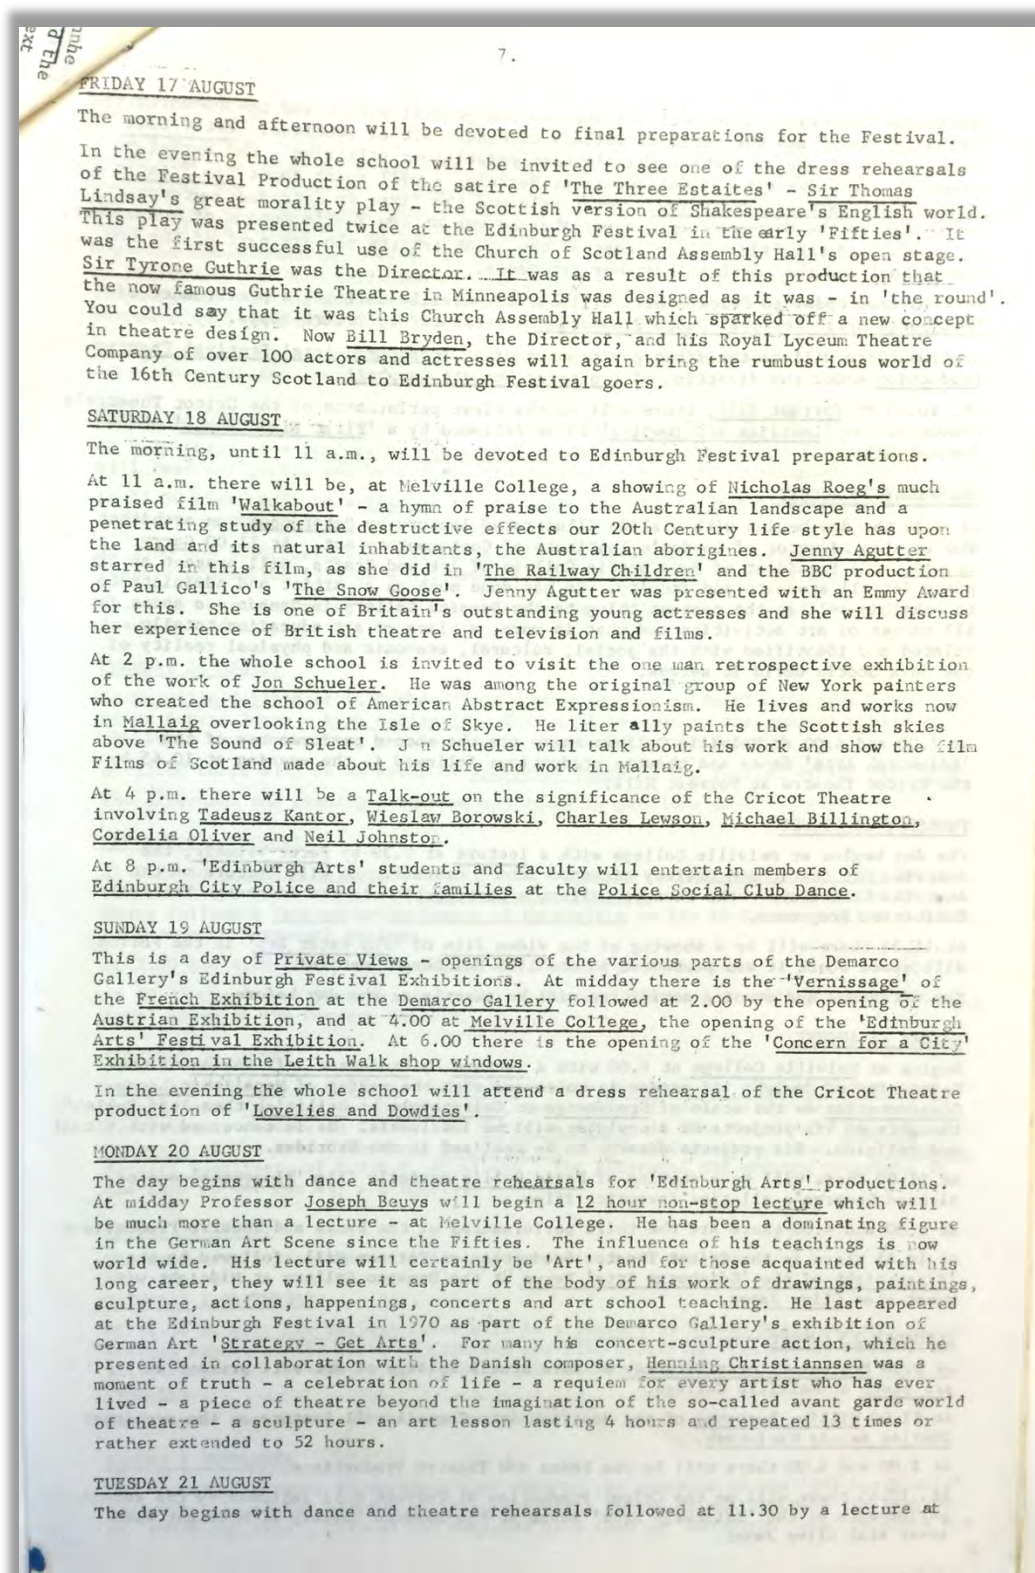 nnhe
d the
ext
7.
FRIDAY 17 AUGUST
The morning and afternoon will be devoted to final preparations for the Festival.
In the evening the whole school will be invited to see one of the dress rehearsals
of the Festival Production of the satire of 'The Three Estaites' - Sir Thomas
Lindsay's great morality play - the Scottish version of Shakespeare's English world.
This play was presented twice at the Edinburgh Festival in the early 'Fifties'. It
was the first successful use of the Church of Scotland Assembly Hall's open stage.
Sir Tyrone Guthrie was the Director. It was as a result of this production that
the now famous Guthrie Theatre in Minneapolis was designed as it was - in 'the round'.
You could say that it was this Church Assembly Hall which sparked off a new concept
in theatre design. Now Bill Bryden, the Director, and his Royal Lyceum Theatre
Company of over 100 actors and actresses will again bring the rumbustious world of
the 16th Century Scotland to Edinburgh Festival goers.
SATURDAY 18 AUGUST
The morning, until 11 a.m., will be devoted to Edinburgh Festival preparations.
At 11 a.m. there will be, at Melville College, a showing of Nicholas Roeg's much
praised film 'Walkabout' - a hymn of praise to the Australian landscape and a
penetrating study of the destructive effects our 20th Century life style has upon
the land and its natural inhabitants, the Australian aborigines. Jenny Agutter
starred in this film, as she did in 'The Railway Children' and the BBC production
of Paul Gallico's 'The Snow Goose'. Jenny Agutter was presented with an Emmy Award
for this. She is one of Britain's outstanding young actresses and she will discuss
her experience of British theatre and television and films.
At 2 p.m. the whole school is invited to visit the one man retrospective exhibition
of the work of Jon Schueler. He was among the original group of New York painters
who created the school of American Abstract Expressionism. He lives and works now
in Mallaig overlooking the Isle of Skye. He liter ally paints the Scottish skies
above 'The Sound of Sleat'. J n Schueler will talk about his work and show the film
Films of Scotland made about his life and work in Mallaig.
At 4 p.m. there will be a Talk-out on the significance of the Cricot Theatre
involving Tadeusz Kantor, Wieslaw Borowski, Charles Lewson, Michael Billington,
Cordelia Oliver and Neil Johnston.
At 8 p.m. 'Edinburgh Arts' students and faculty will entertain members of
Edinburgh City Police and their families at the Police Social Club Dance.
SUNDAY 19 AUGUST
This is a day of Private Views - openings of the various parts of the Demarco
Gallery's Edinburgh Festival Exhibitions. At midday there is the 'Vernissage' of
the French Exhibition at the Demarco Gallery followed at 2.00 by the opening of the
Austrian Exhibition, and at 4.00 at Melville College, the opening of the 'Edinburgh
Arts' Festival Exhibition. At 6.00 there is the opening of the 'Concern for a City'
Exhibition in the Leith Walk shop windows.
In the evening the whole school will attend a dress rehearsal of the Cricot Theatre
production of 'Lovelies and Dowdies'.
MONDAY 20 AUGUST
The day begins with dance and theatre rehearsals for 'Edinburgh Arts' productions.
At midday Professor Joseph Beuys will begin a 12 hour non-stop lecture which will
be much more than a lecture - at Melville College. He has been a dominating figure
in the German Art Scene since the Fifties. The influence of his teachings is now
world wide. His lecture will certainly be 'Art', and for those acquainted with his
long career, they will see it as part of the body of his work of drawings, paintings,
sculpture, actions, happenings, concerts and art school teaching. He last appeared
at the Edinburgh Festival in 1970 as part of the Demarco Gallery's exhibition of
German Art 'Strategy - Get Arts'. For many his concert-sculpture action, which he
presented in collaboration with the Danish composer, Henning Christiannsen was a
moment of truth - a celebration of life - a requiem for every artist who has ever
lived - a piece of theatre beyond the imagination of the so-called avant garde world
of theatre - a sculpture - an art lesson lasting 4 hours and repeated 13 times or
rather extended to 52 hours.
TUESDAY 21 AUGUST
The day begins with dance and theatre rehearsals followed at 11.30 by a lecture at